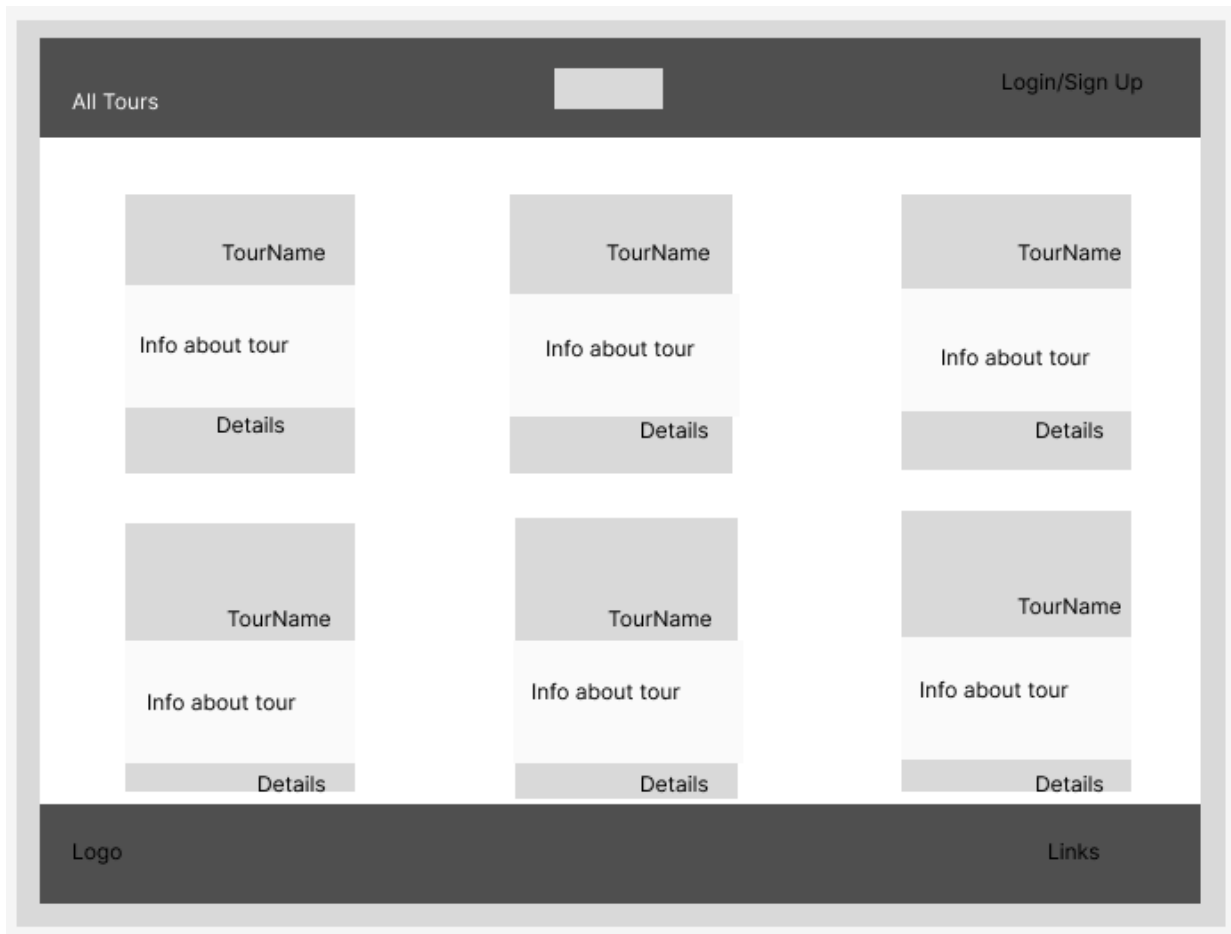 All Tours
Login/Sign Up
TourName
TourName
TourName
Info about tour
Info about tour
Info about tour
Details
Details
Details
TourName
TourName
TourName
Info about tour
Info about tour
Info about tour
Details
Details
Details
Logo
Links